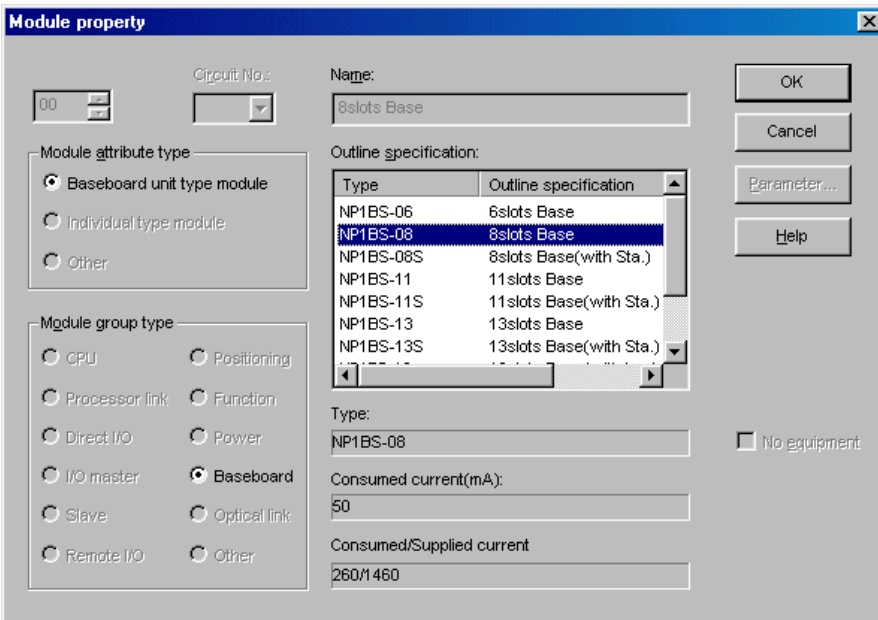 Module property
Circuit No.:
Name:
OK
00
8slots Base
Cancel
Module attribute type
Outline specification:
Baseboard unit type module
Type Outline specification
Parameter...
NP1BS-06 6slots Base
Individual type module
NP1BS-08 8slots Base
Help
NP1BS-08S 8slots Base(with Sta.)
Other
NP1BS-11 11slots Base
NP1BS-11S 11slots Base(with Sta.)
Module group type
NP1BS-13 13slots Base
NP1BS-13S 13slots Base(with Sta.)
CPU Positioning
Processor link Function
Type:
Direct I/O Power
NP1BS-08
No equipment
I/O master Baseboard
Consumed current(mA):
50
Slave Optical link
Consumed/Supplied current
Remote I/O Other
260/1460